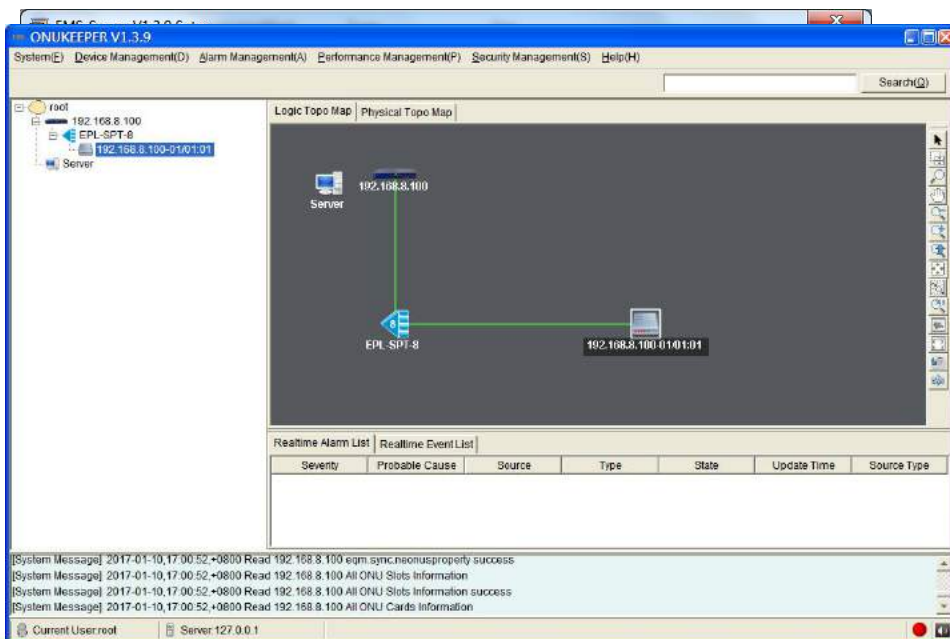 EMS-Server V1.3.9
ONUKEEPER V1.3.9
System(F) Device Management(D) Alarm Management(A) Performance Management(P) Security Management(S) Help(H)
Search(Q)
root
192.168.8.100
EPL-SPT-8
192.168.8.100-01/01:01
Server
Logic Topo Map Physical Topo Map
Server
192.168.8.100
8
EPL-SPT-8
192.168.8.100-01/01:01
Realtime Alarm List Realtime Event List
Severity Probable Cause Source Type State Update Time Source Type
[System Message] 2017-01-10,17:00:52,+0800 Read 192.168.8.100 eqm.sync.neonusproperty success
[System Message] 2017-01-10,17:00:52,+0800 Read 192.168.8.100 All ONU Slots Information
[System Message] 2017-01-10,17:00:52,+0800 Read 192.168.8.100 All ONU Slots Information success
[System Message] 2017-01-10,17:00:52,+0800 Read 192.168.8.100 All ONU Cards Information
Current User:root Server:127.0.0.1